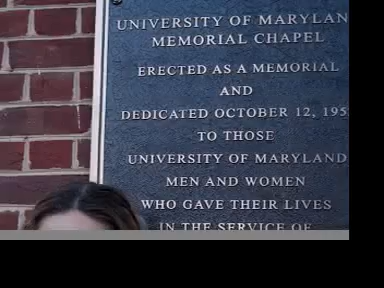 UNIVERSITY OF MARYLAN
MEMORIAL CHAPEL
ERECTED AS A MEMORIAL
AND
DEDICATED OCTOBER 12, 195
TO THOSE
UNIVERSITY OF MARYLAND
MEN AND WOMEN
WHO GAVE THEIR LIVES
IN THE SERVICE OF